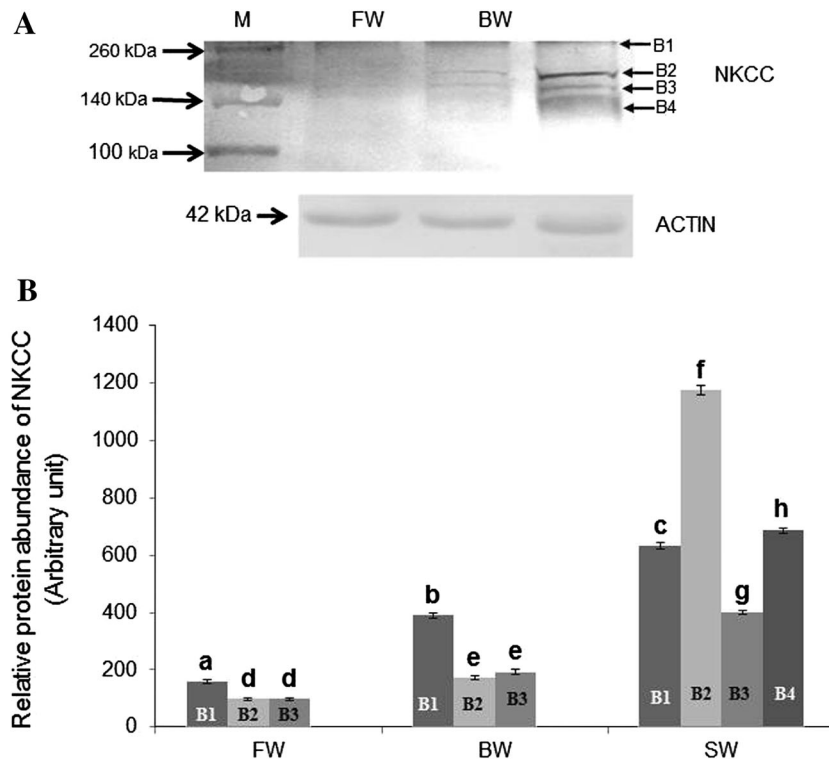 A
M FW BW
260 kDa
140 kDa
100 kDa
B1
B2
B3
B4
NKCC
42 kDa
ACTIN
B
Relative protein abundance of NKCC
(Arbitrary unit)
1400
1200
1000
800
600
400
200
0
a d d
b e e
c f g h
B1 B2 B3
B1 B2 B3
B1 B2 B3 B4
FW BW SW